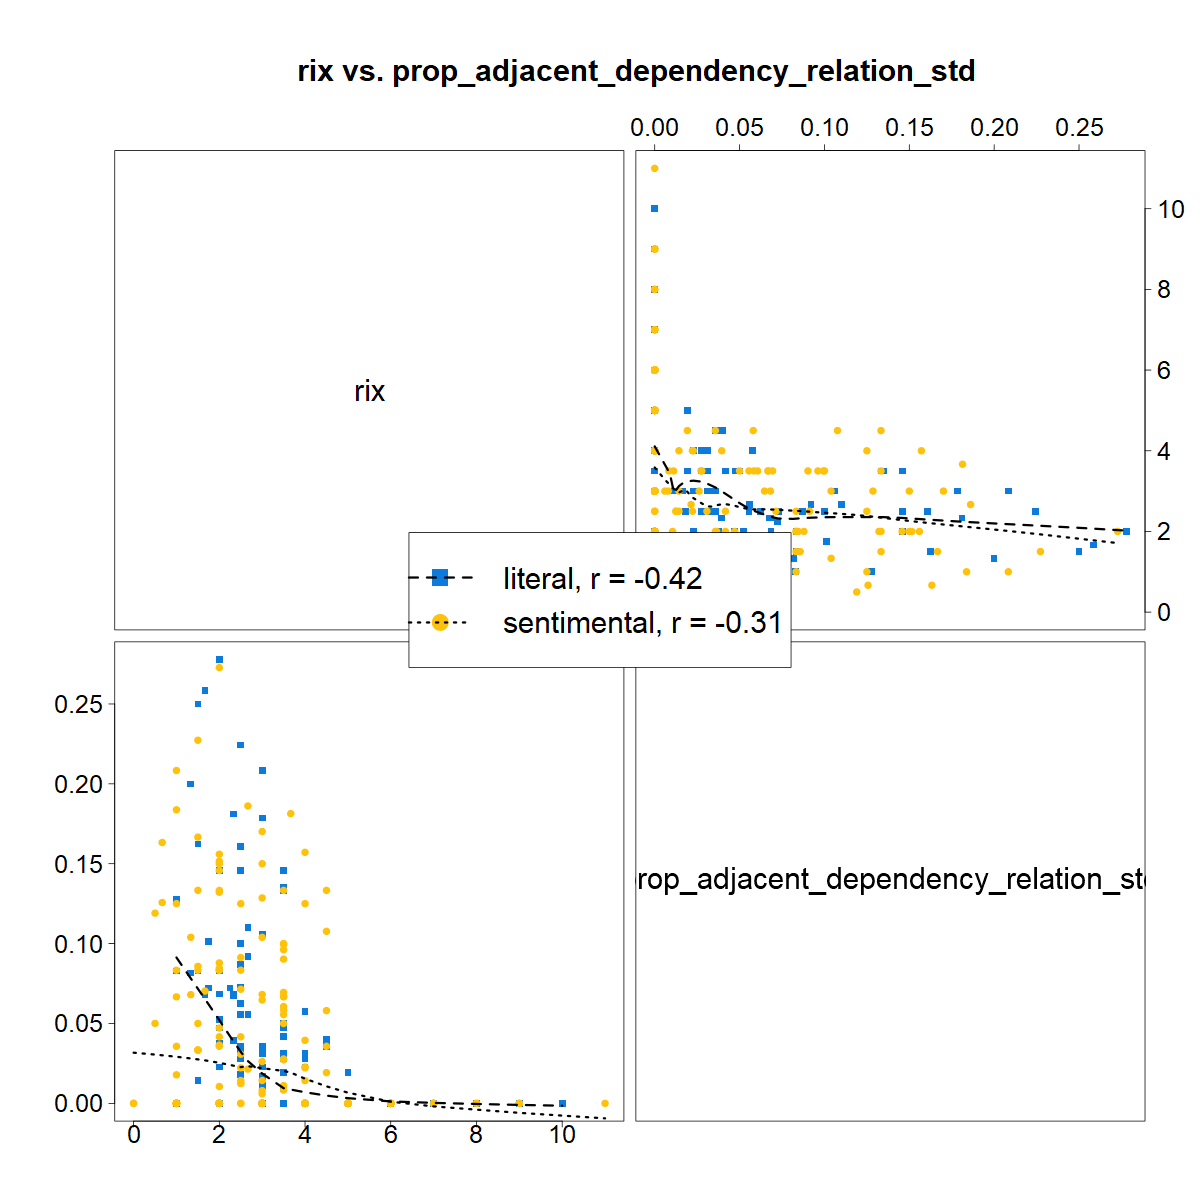 rix vs. prop_adjacent_dependency_relation_std
0.00 0.05 0.10 0.15 0.20 0.25
10
8
6
4
2
0
rix
literal, r = -0.42
sentimental, r = -0.31
0.25
0.20
0.15
0.10
0.05
0.00
rop_adjacent_dependency_relation_st
0 2 4 6 8 10